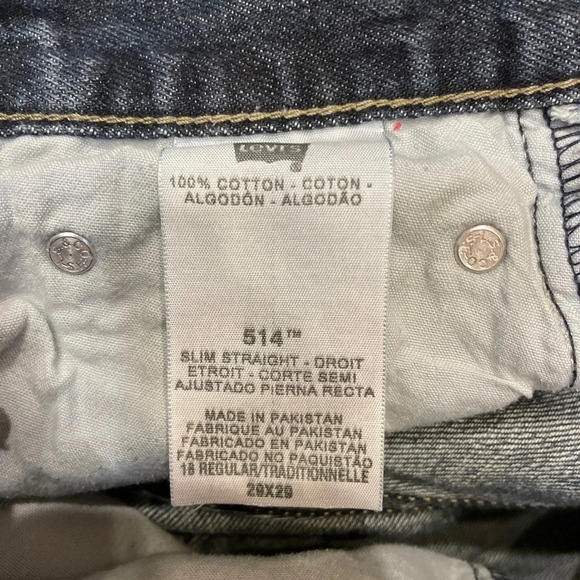 LEVI'S
®
100% COTTON - COTON -
ALGODÓN - ALGODÃO
514™
SLIM STRAIGHT - DROIT
ETROIT - CORTE SEMI
AJUSTADO PIERNA RECTA
MADE IN PAKISTAN
FABRIQUE AU PAKISTAN
FABRICADO EN PAKISTAN
FABRICADO NO PAQUISTÃO
18 REGULAR/TRADITIONNELLE
29X29